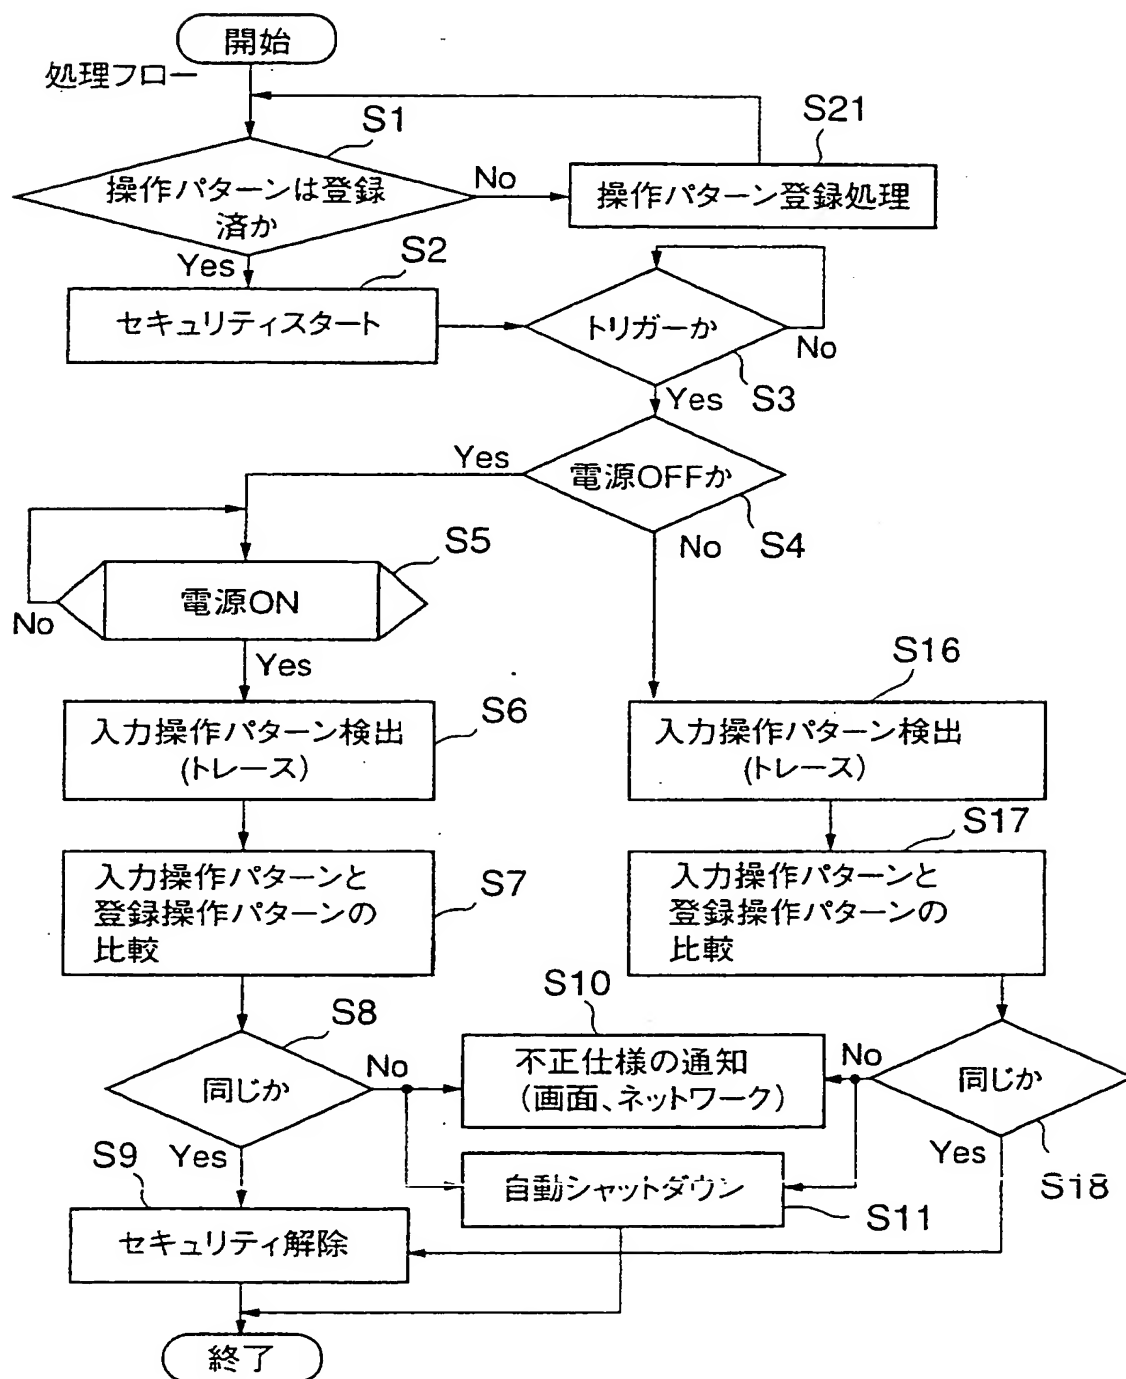 開始
処理フロー
S1
S21
操作パターンは登録
済か
No
操作パターン登録処理
Yes
S2
セキュリティスタート
トリガーか
No
S3
Yes
Yes
電源OFFか
S4
No
S5
電源ON
No
Yes
S16
S6
入力操作パターン検出
(トレース)
入力操作パターン検出
(トレース)
S17
入力操作パターンと
登録操作パターンの
比較
S7
入力操作パターンと
登録操作パターンの
比較
S10
S8
同じか
No
不正仕様の通知
(画面、ネットワーク)
No
同じか
Yes
S9
Yes
S18
自動シャットダウン
S11
セキュリティ解除
終了